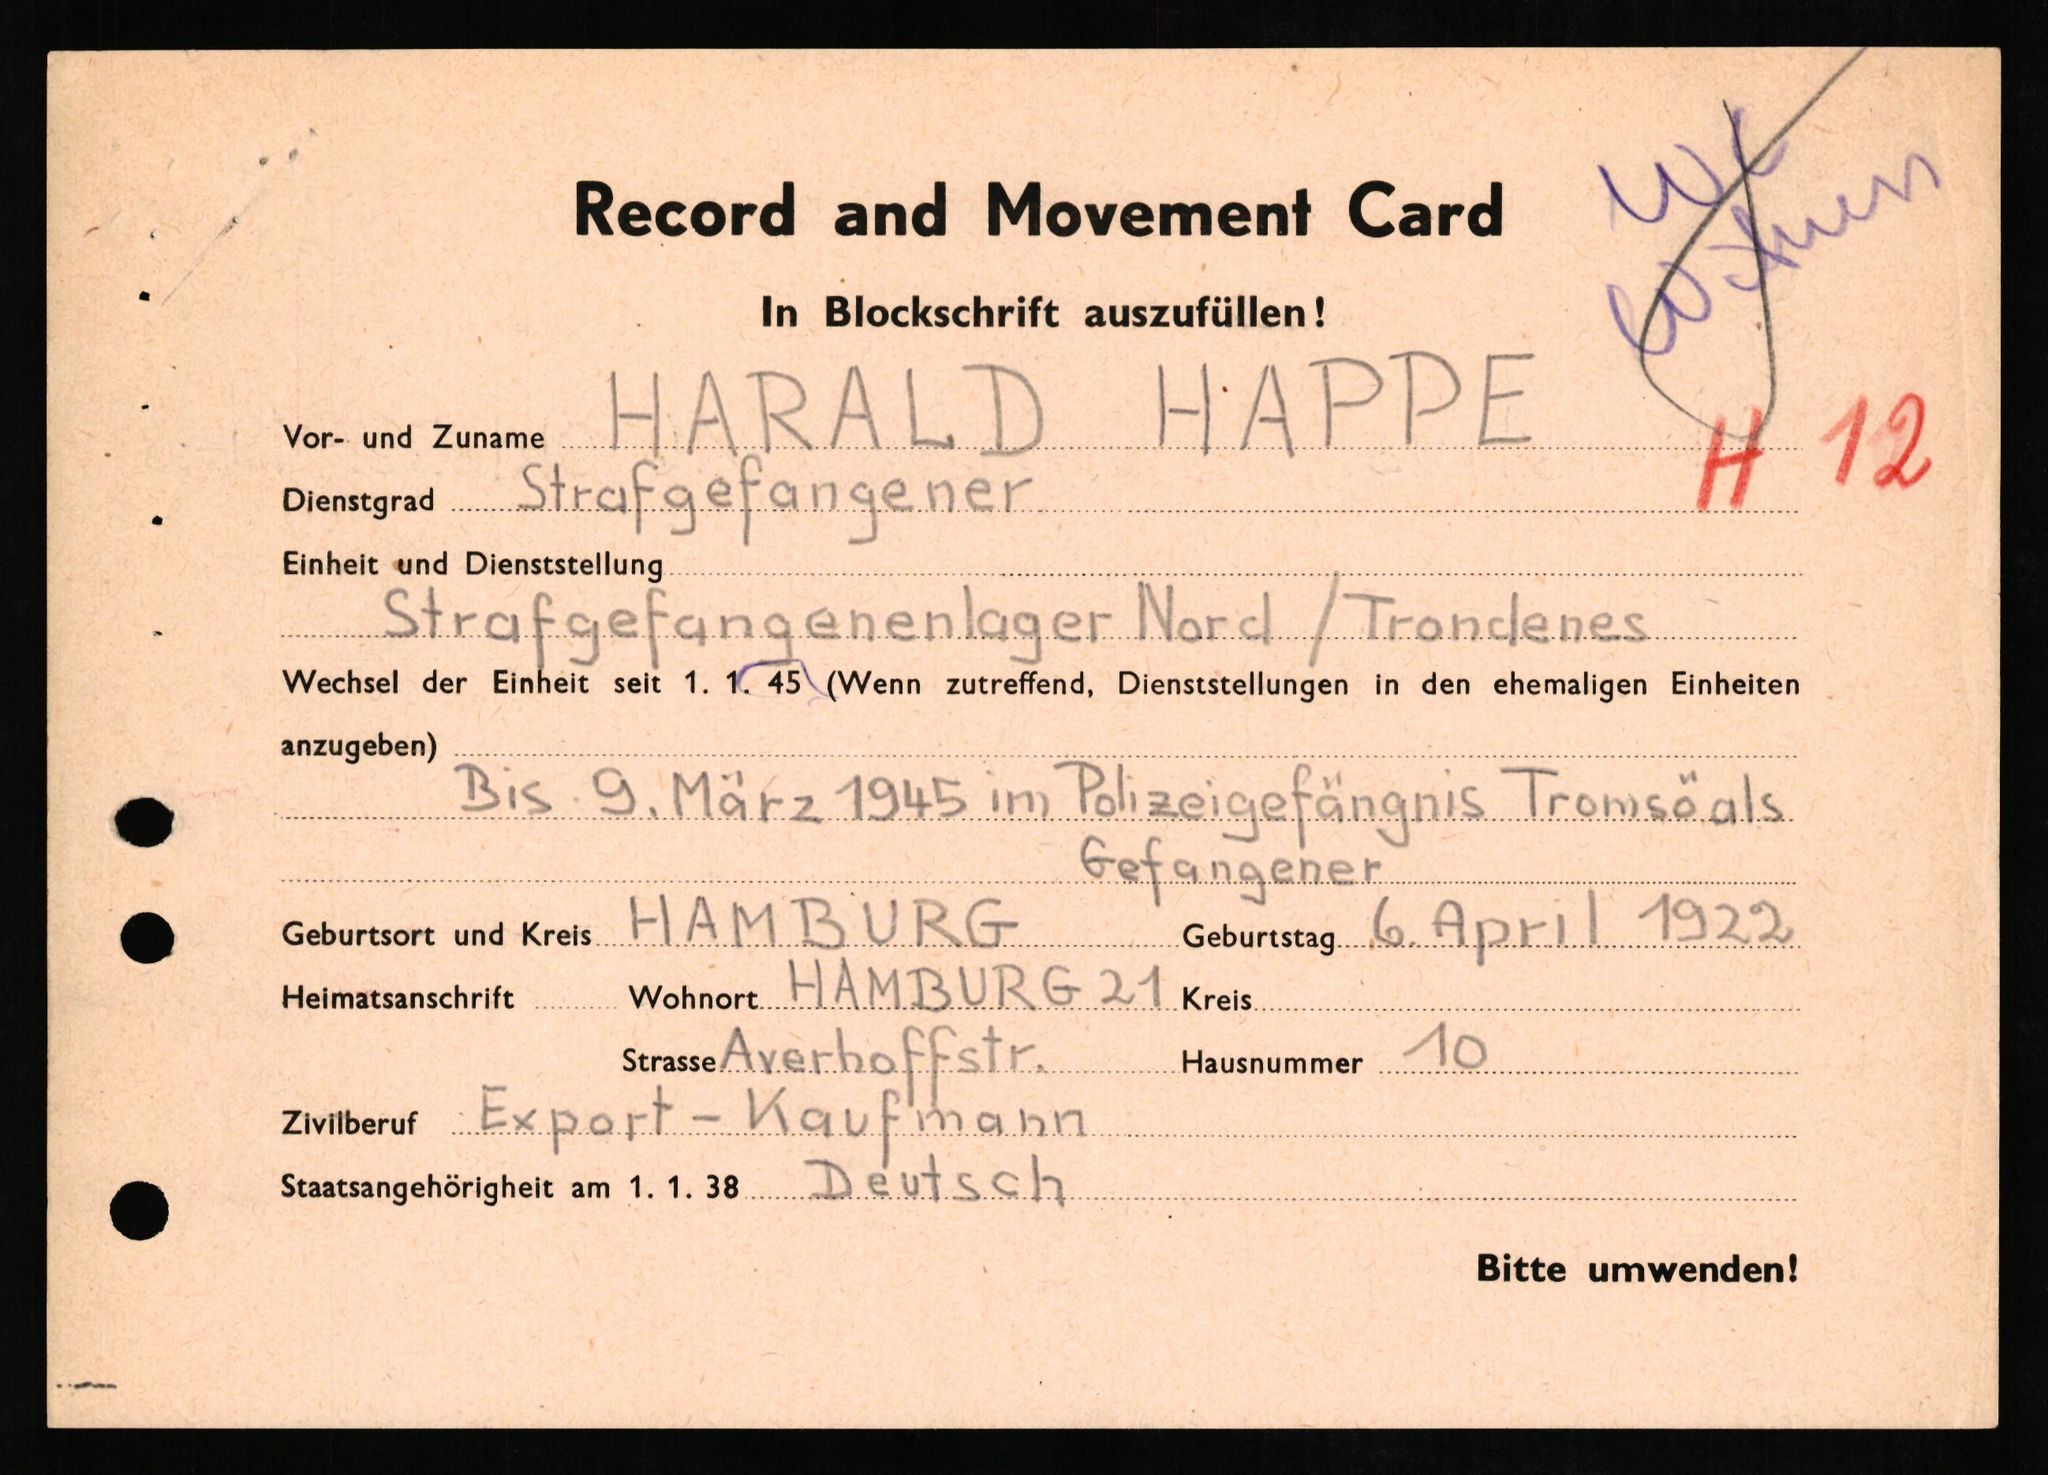 Record and Movement Card
In Blockschrift auszufüllen!
Vor- und Zuname HARALD HAPPE
H 12
Dienstgrad Strafgefangener
Einheit und Dienststellung
Strafgefangenenlager Nord / Trondenes
Wechsel der Einheit seit 1. 1. 45 (Wenn zutreffend, Dienststellungen in den ehemaligen Einheiten
anzugeben)
Bis 9. März 1945 im Polizeigefängnis Tromsö als
Gefangener
Geburtsort und Kreis HAMBURG Geburtstag 6. April 1922
Heimatsanschrift Wohnort HAMBURG 21 Kreis
Strasse Averhoffstr. Hausnummer 10
Zivilberuf Export - Kaufmann
Staatsangehörigheit am 1. 1. 38 Deutsch
Bitte umwenden!